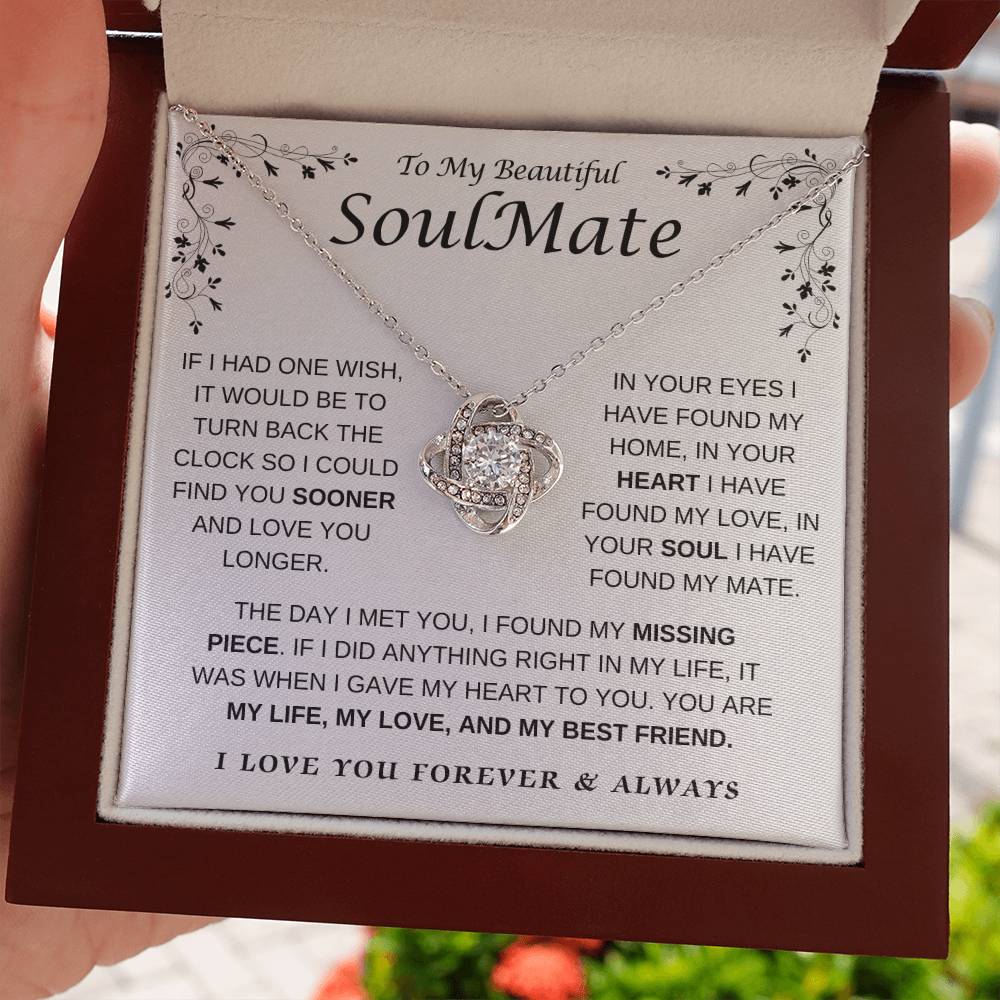 To My Beautiful
SoulMate
IF I HAD ONE WISH,
IT WOULD BE TO
TURN BACK THE
CLOCK SO I COULD
FIND YOU SOONER
AND LOVE YOU
LONGER.
IN YOUR EYES I
HAVE FOUND MY
HOME, IN YOUR
HEART I HAVE
FOUND MY LOVE, IN
YOUR SOUL I HAVE
FOUND MY MATE.
THE DAY I MET YOU, I FOUND MY MISSING
PIECE. IF I DID ANYTHING RIGHT IN MY LIFE, IT
WAS WHEN I GAVE MY HEART TO YOU. YOU ARE
MY LIFE, MY LOVE, AND MY BEST FRIEND.
I LOVE YOU FOREVER & ALWAYS